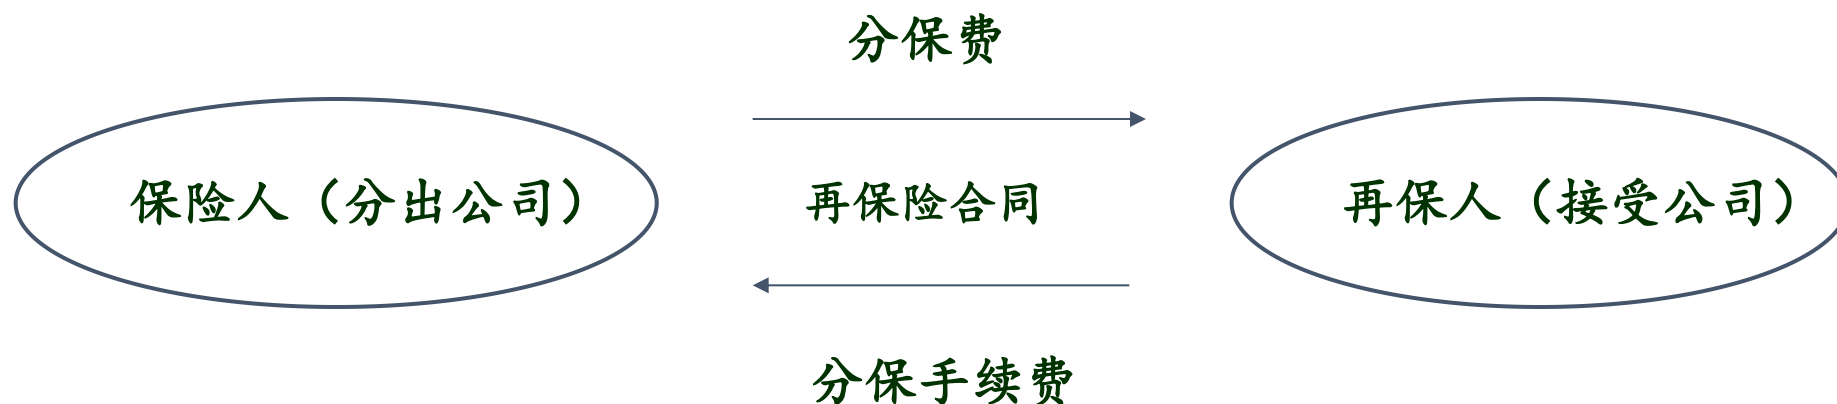 分保费
保险人（分出公司）
再保险合同
再保人（接受公司）
分保手续费